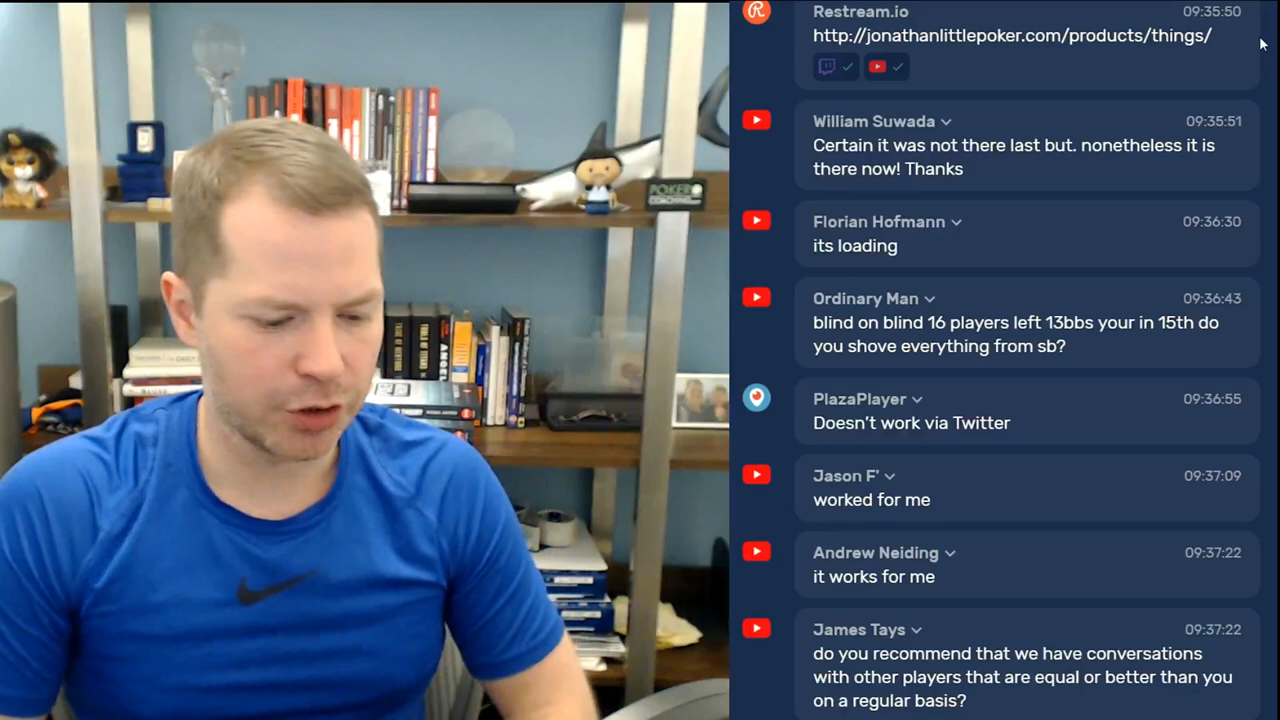 Restream.io
09:35:50
http://jonathanlittlepoker.com/products/things/
William Suwada
09:35:51
Certain it was not there last but. nonetheless it is
there now! Thanks
Florian Hofmann
09:36:30
its loading
Ordinary Man
09:36:43
blind on blind 16 players left 13bbs your in 15th do
you shove everything from sb?
PlazaPlayer
09:36:55
Doesn't work via Twitter
Jason F'
09:37:09
worked for me
Andrew Neiding
09:37:22
it works for me
James Tays
09:37:22
do you recommend that we have conversations
with other players that are equal or better than you
on a regular basis?
POKER
COACHING